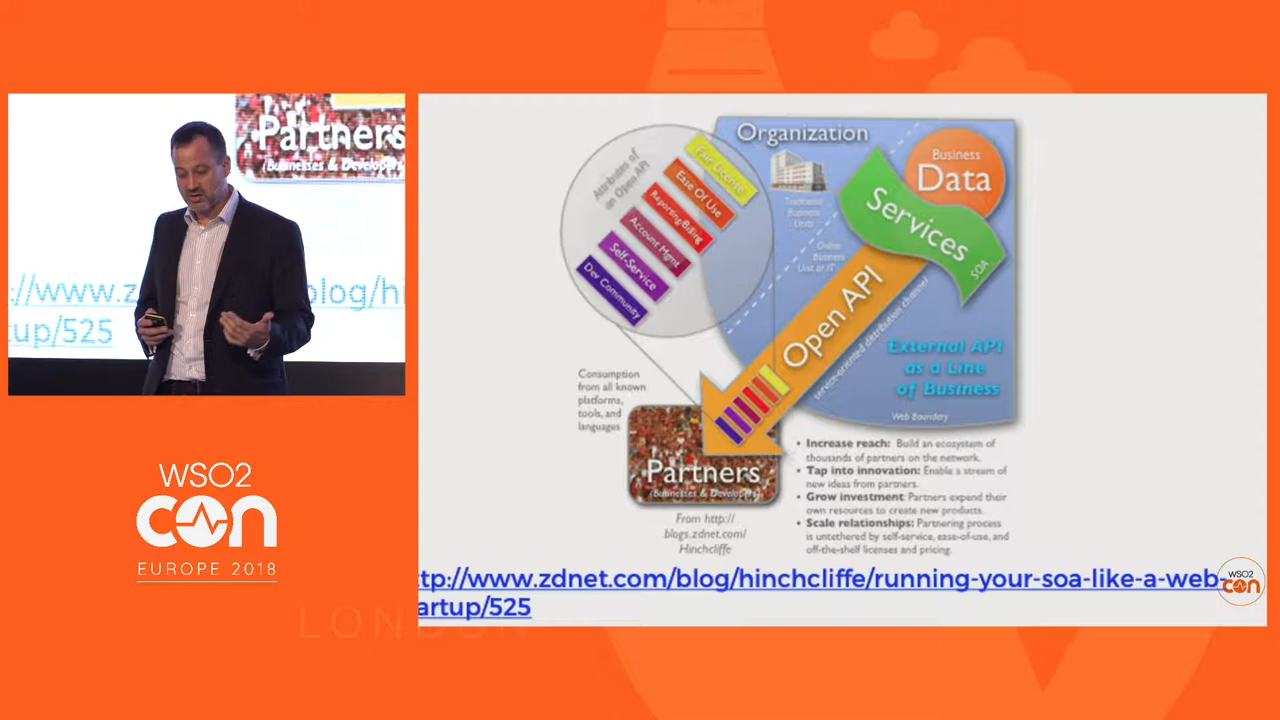 Partners
(Businesses & Developers)
://www.zd
blog/hi
tup/525
WSO2
CON
EUROPE 2018
LONDON
Organization
Business
Data
Services
SOA
Traditional
Business
Units
Online
Business
Unit or IT
Attributes of
an Open API
Fair License
Ease Of Use
Reporting/Billing
Account Mgmt
Self-Service
Dev Community
Open API
service-oriented distribution channel
External API
as a Line
of Business
Web Boundary
Consumption
from all known
platforms,
tools, and
languages
Partners
(Businesses & Developers)
From http://
blogs.zdnet.com/
Hinchcliffe
• Increase reach: Build an ecosystem of
thousands of partners on the network.
• Tap into innovation: Enable a stream of
new ideas from partners.
• Grow investment: Partners expend their
own resources to create new products.
• Scale relationships: Partnering process
is untethered by self-service, ease-of-use, and
off-the-shelf licenses and pricing.
ttp://www.zdnet.com/blog/hinchcliffe/running-your-soa-like-a-web-
artup/525
WSO2
CON